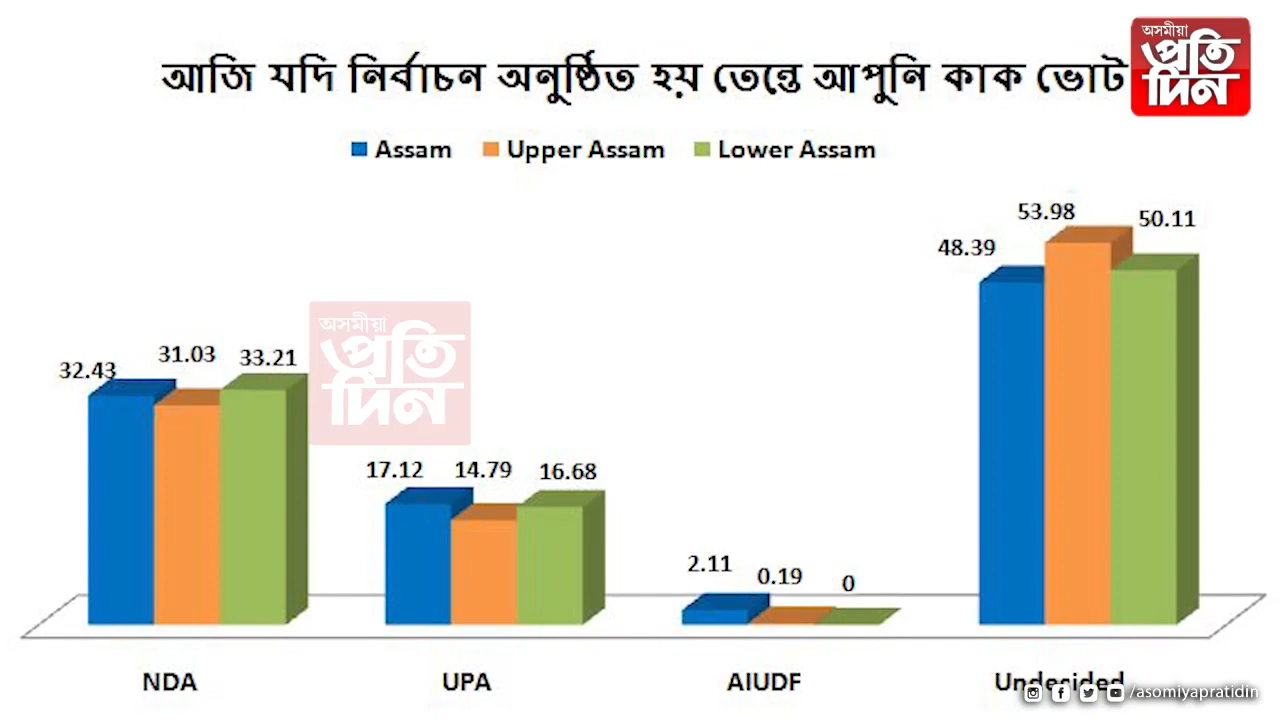 আজি যদি নিৰ্বাচন অনুষ্ঠিত হয় তেন্তে আপুনি কাক ভোট
অসমীয়া
প্ৰতি
দিন
Assam Upper Assam Lower Assam
53.98 50.11
48.39
32.43 31.03 33.21
অসমীয়া
প্ৰতি
দিন
17.12 14.79 16.68
2.11 0.19 0
NDA UPA AIUDF Undecided
/asomiyapratidin